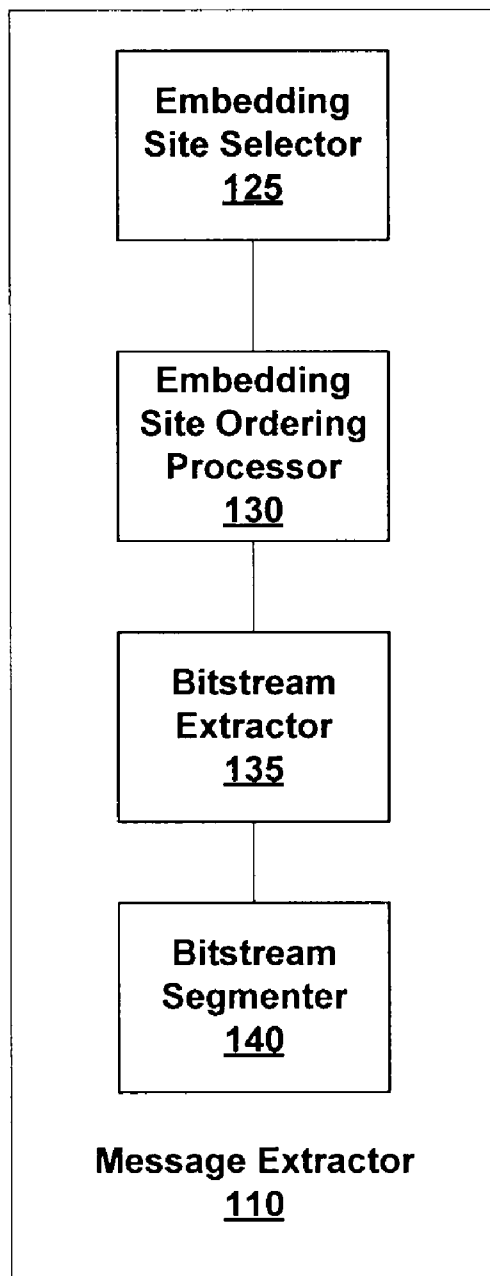 Embedding
Site Selector
125
Embedding
Site Ordering
Processor
130
Bitstream
Extractor
135
Bitstream
Segmenter
140
Message Extractor
110